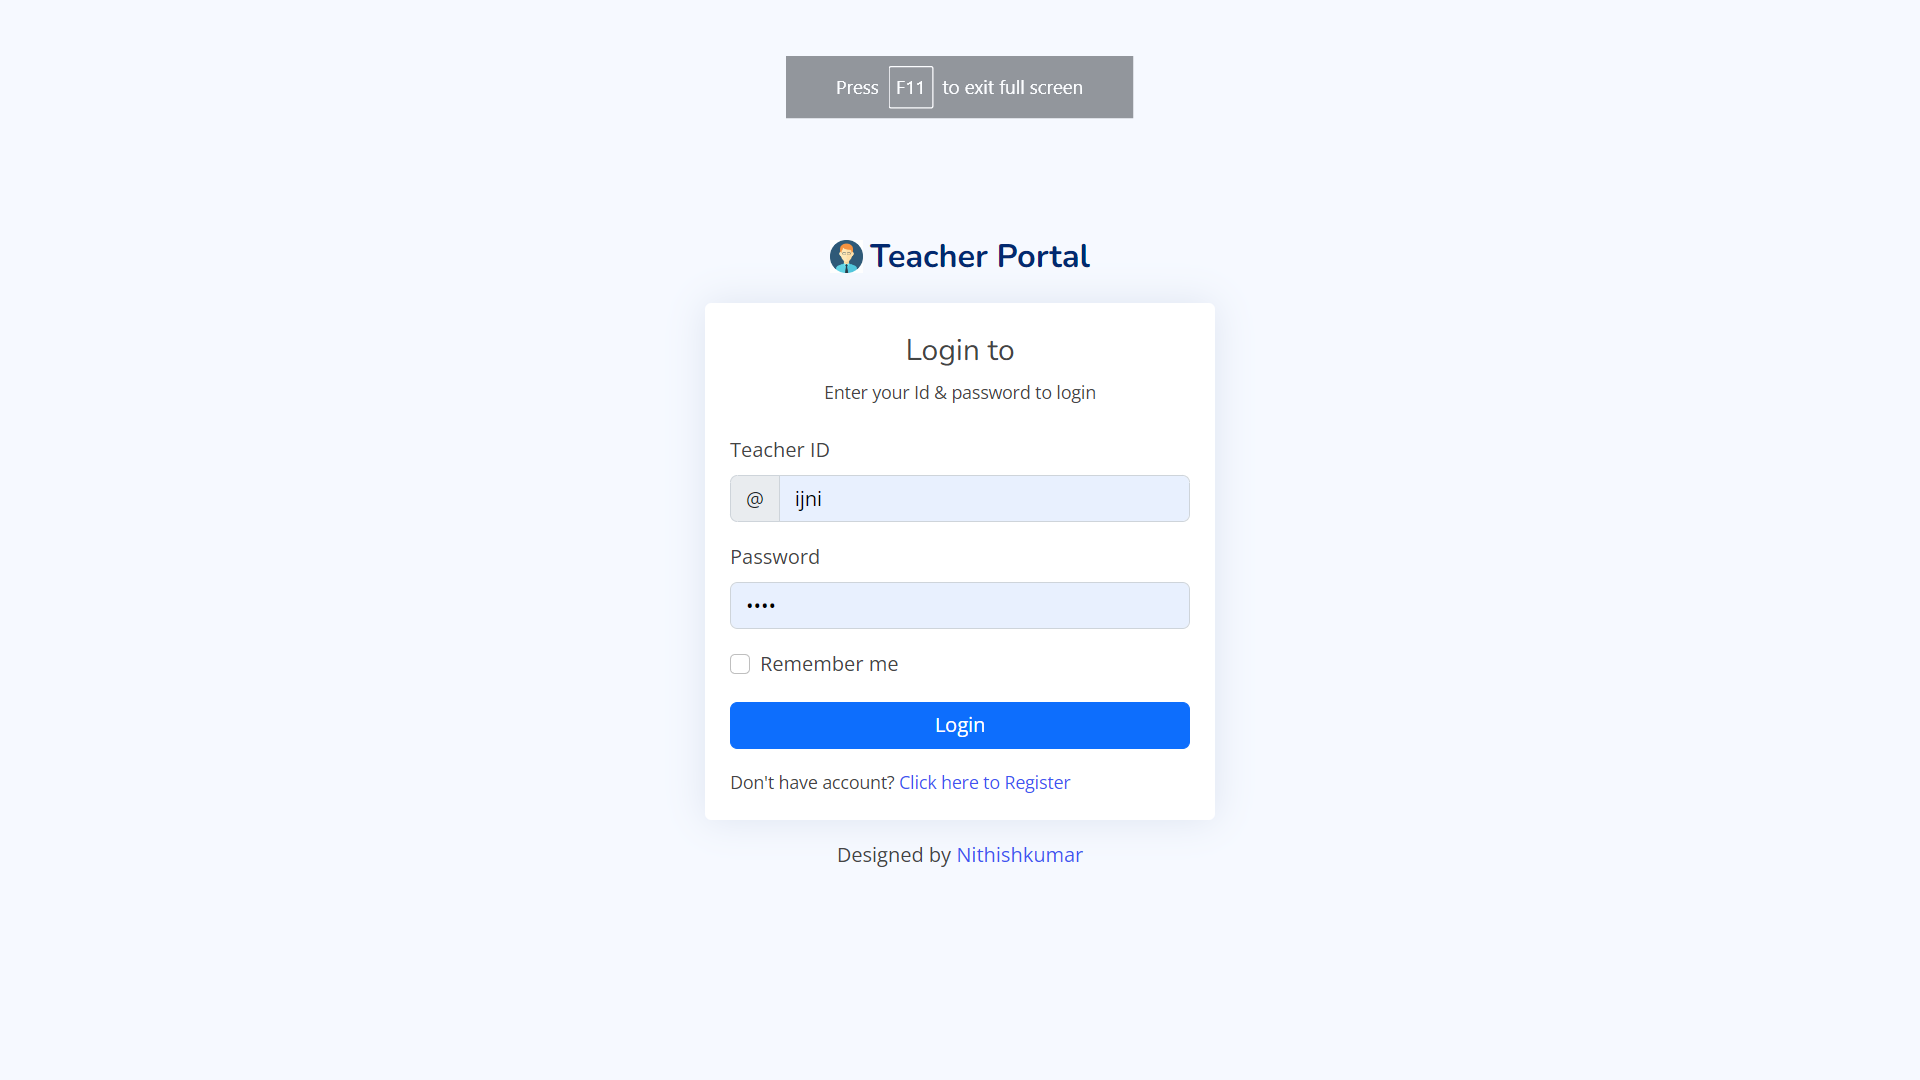 Press F11 to exit full screen
Teacher Portal
Login to
Enter your Id & password to login
Teacher ID
@ ijni
Password
••••
Remember me
Login
Don't have account? Click here to Register
Designed by Nithishkumar